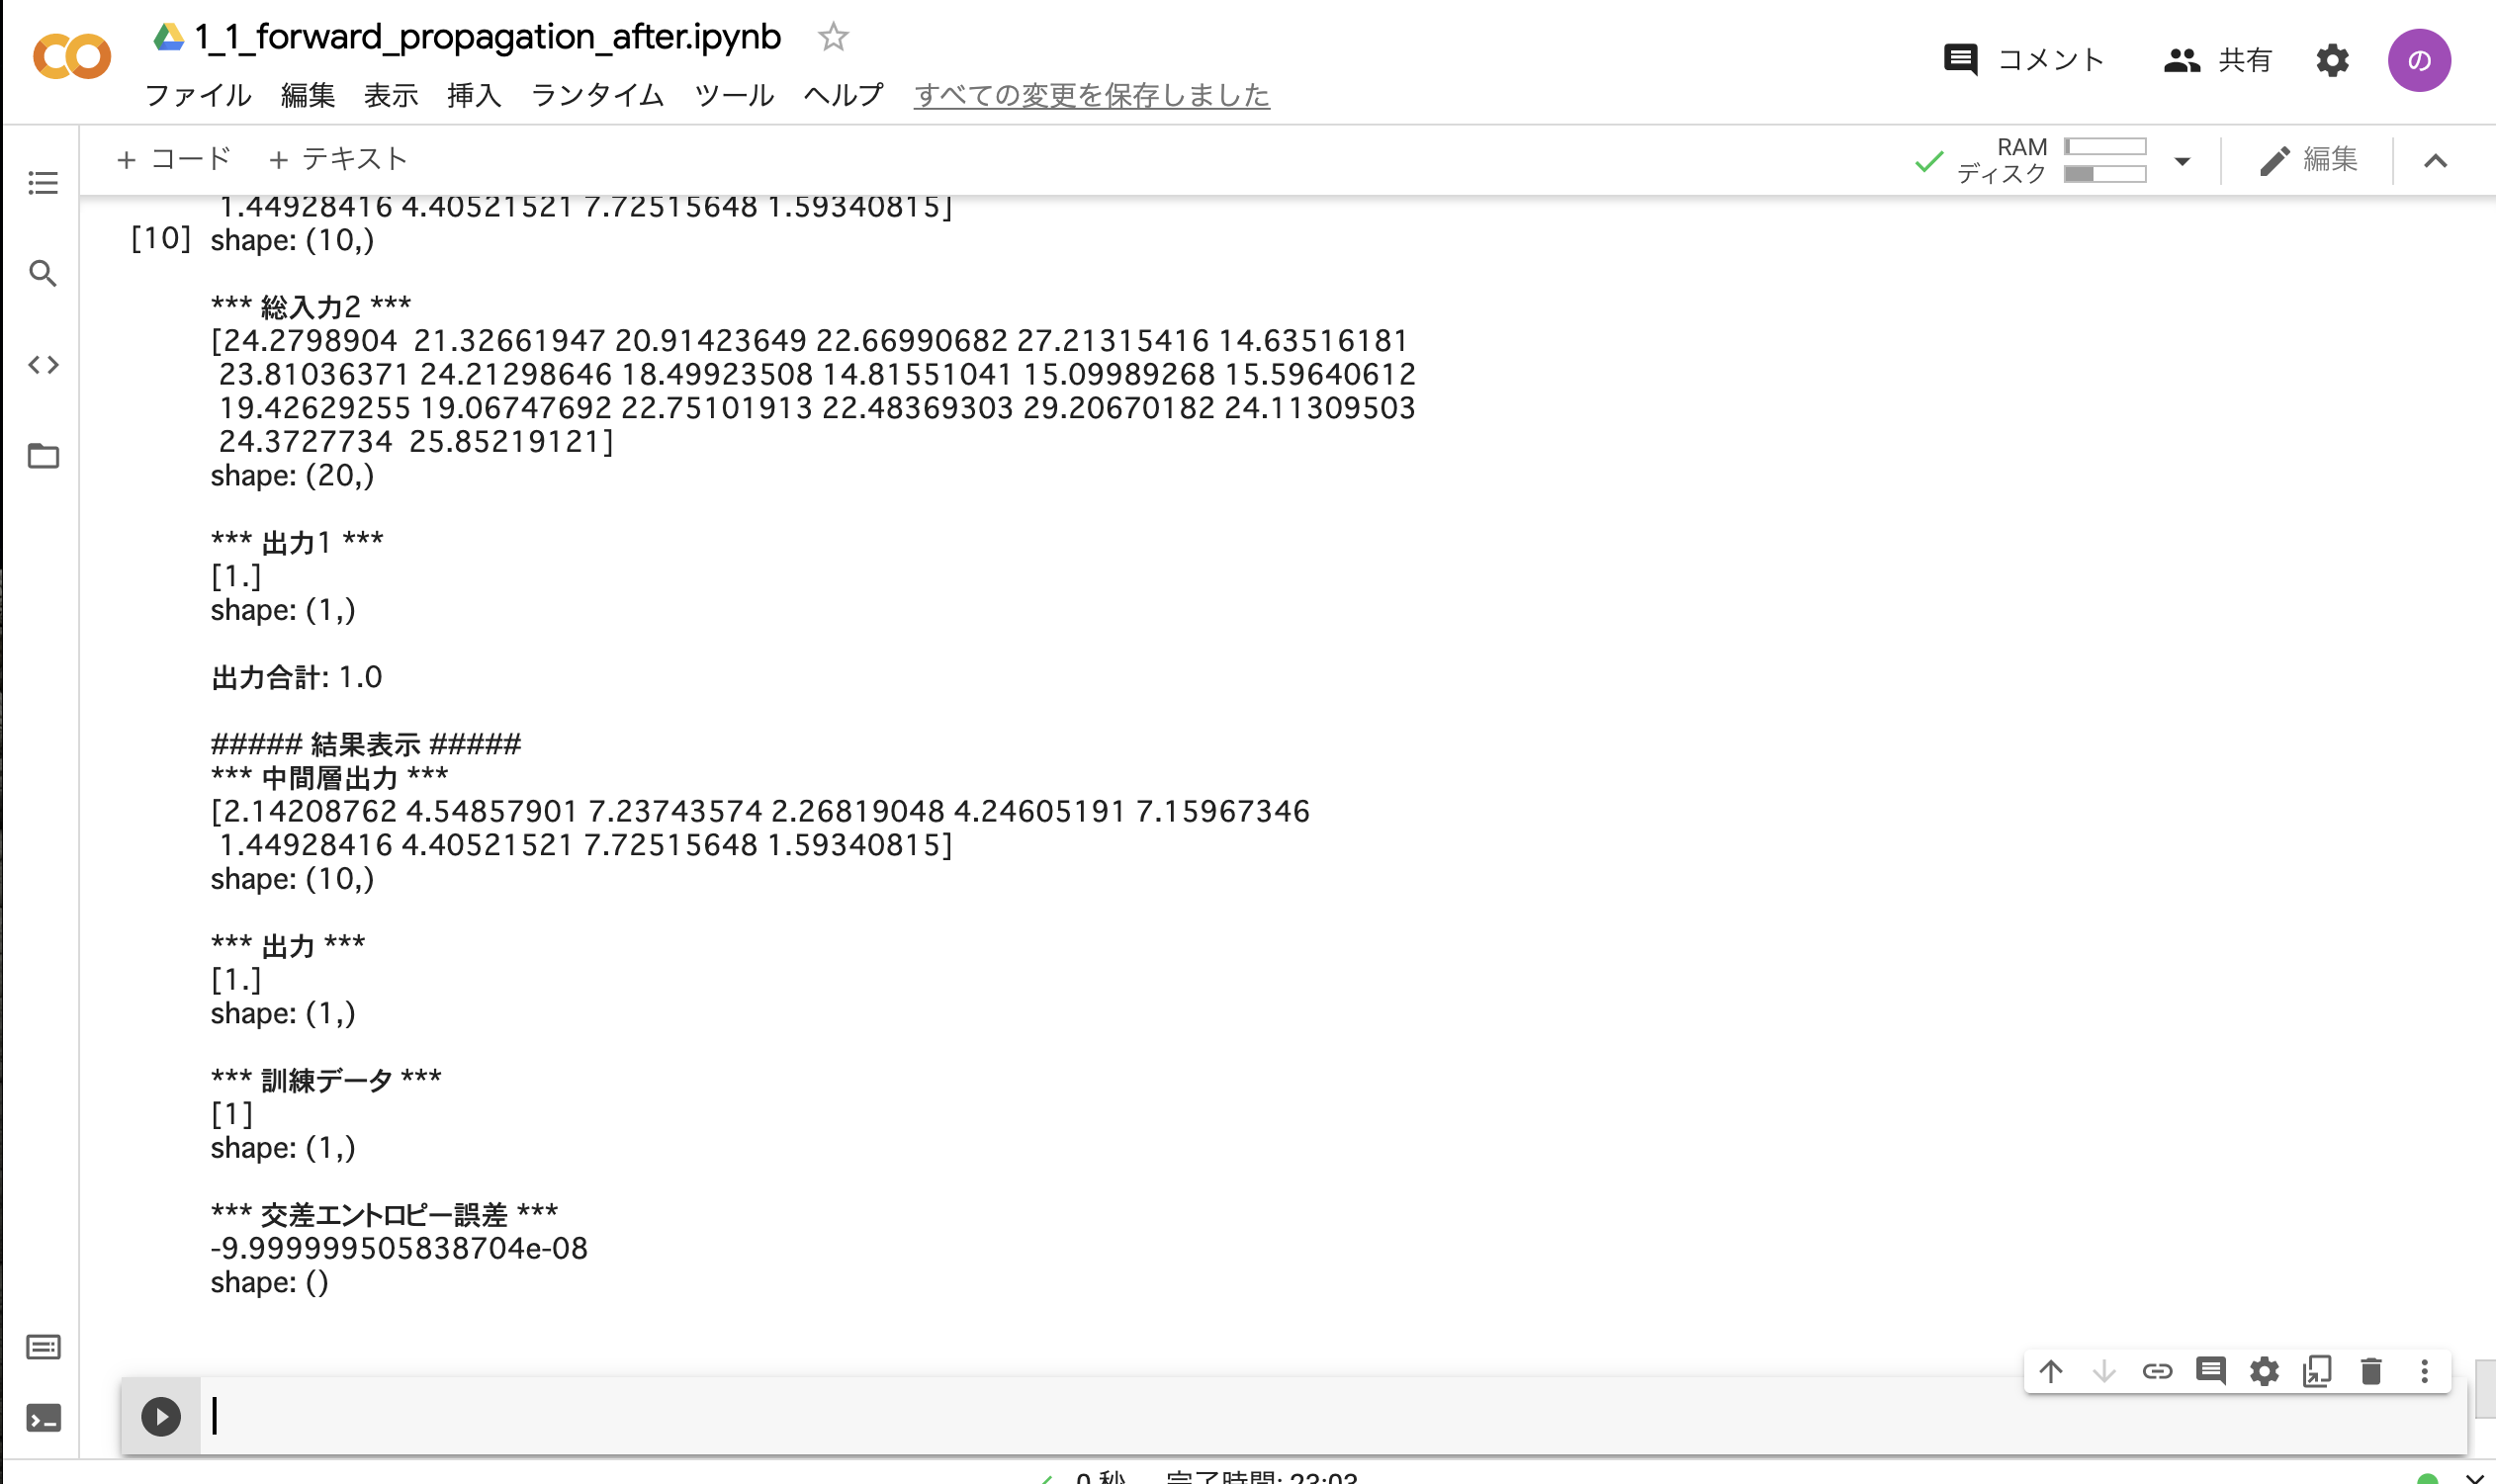 1_1_forward_propagation_after.ipynb
ファイル 編集 表示 挿入 ランタイム ツール ヘルプ すべての変更を保存しました
コメント 共有 の
+ コード + テキスト
RAM
ディスク
編集
1.44928416 4.40521521 7.72515648 1.59340815]
[10] shape: (10,)
*** 総入力2 ***
[24.2798904 21.32661947 20.91423649 22.66990682 27.21315416 14.63516181
23.81036371 24.21298646 18.49923508 14.81551041 15.09989268 15.59640612
19.42629255 19.06747692 22.75101913 22.48369303 29.20670182 24.11309503
24.3727734 25.85219121]
shape: (20,)
*** 出力1 ***
[1.]
shape: (1,)
出力合計: 1.0
##### 結果表示 #####
*** 中間層出力 ***
[2.14208762 4.54857901 7.23743574 2.26819048 4.24605191 7.15967346
1.44928416 4.40521521 7.72515648 1.59340815]
shape: (10,)
*** 出力 ***
[1.]
shape: (1,)
*** 訓練データ ***
[1]
shape: (1,)
*** 交差エントロピー誤差 ***
-9.999999505838704e-08
shape: ()
0 秒 完了時間: 23:03